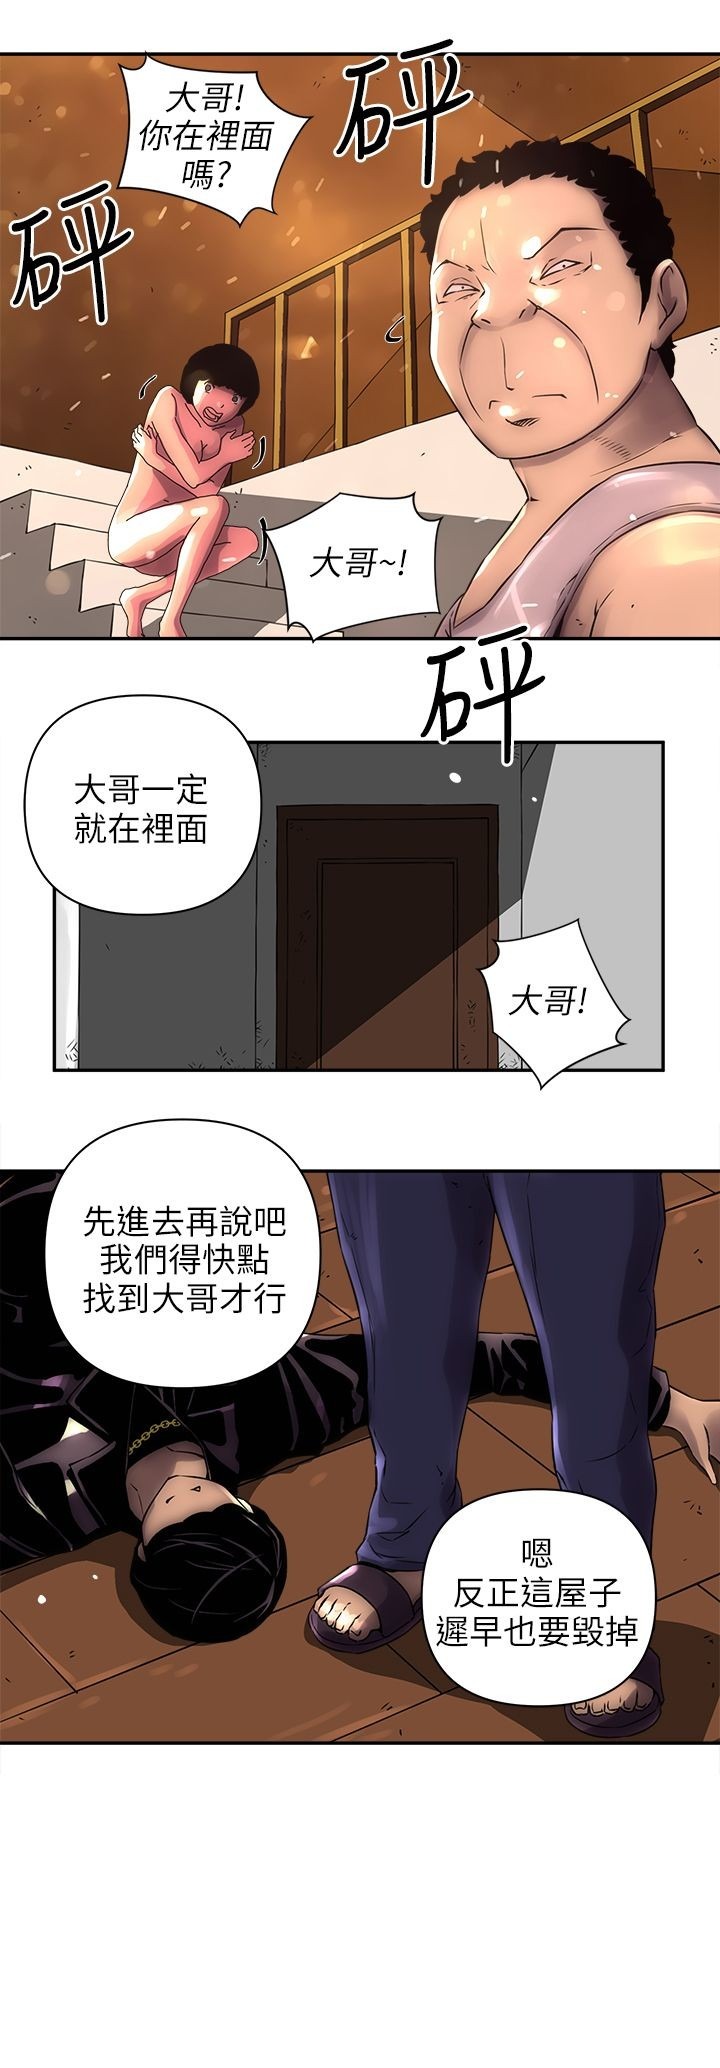 大哥!
你在裡面
嗎?
砰
砰
大哥~!
砰
大哥一定
就在裡面
大哥!
先進去再說吧
我們得快點
找到大哥才行
嗯
反正這屋子
遲早也要毀掉